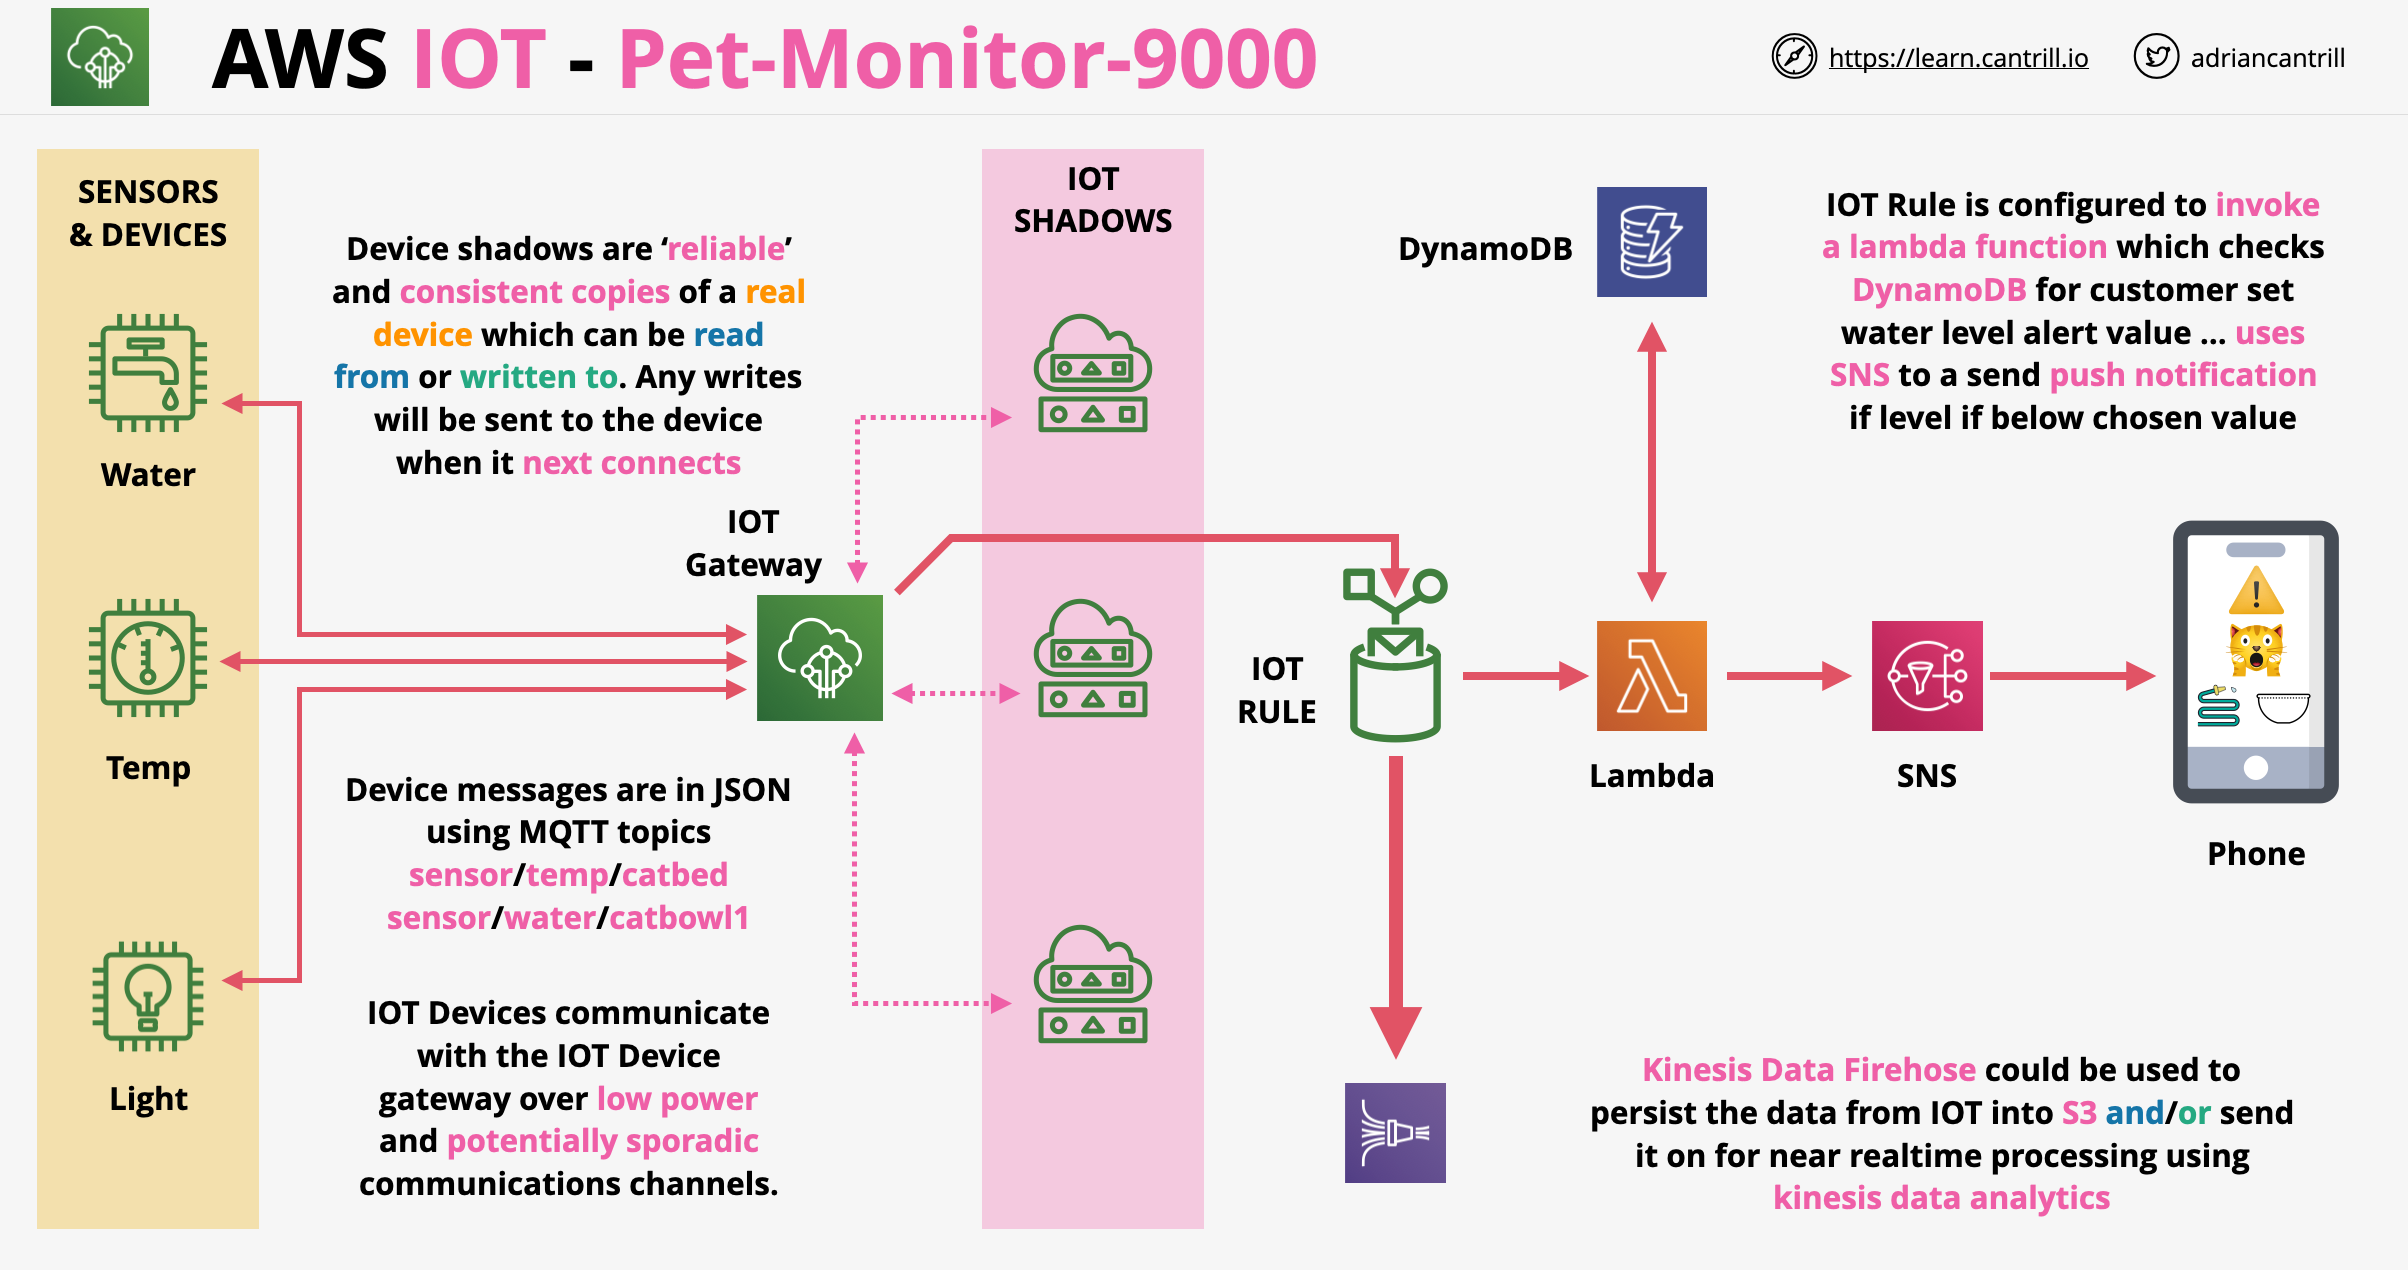 AWS IOT - Pet-Monitor-9000
https://learn.cantrill.io
adriancantrill
SENSORS
& DEVICES
Water
Temp
Light
Device shadows are ‘reliable’
and consistent copies of a real
device which can be read
from or written to. Any writes
will be sent to the device
when it next connects
IOT
Gateway
Device messages are in JSON
using MQTT topics
sensor/temp/catbed
sensor/water/catbowl1
IOT Devices communicate
with the IOT Device
gateway over low power
and potentially sporadic
communications channels.
IOT
SHADOWS
IOT
RULE
DynamoDB
Lambda
SNS
IOT Rule is configured to invoke
a lambda function which checks
DynamoDB for customer set
water level alert value ... uses
SNS to a send push notification
if level if below chosen value
Phone
Kinesis Data Firehose could be used to
persist the data from IOT into S3 and/or send
it on for near realtime processing using
kinesis data analytics